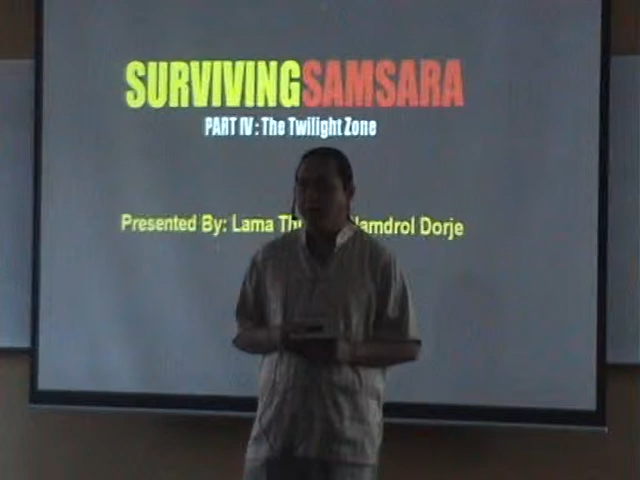 SURVIVINGSAMSARA
PART IV: The Twilight Zone
Presented By: Lama Dorje